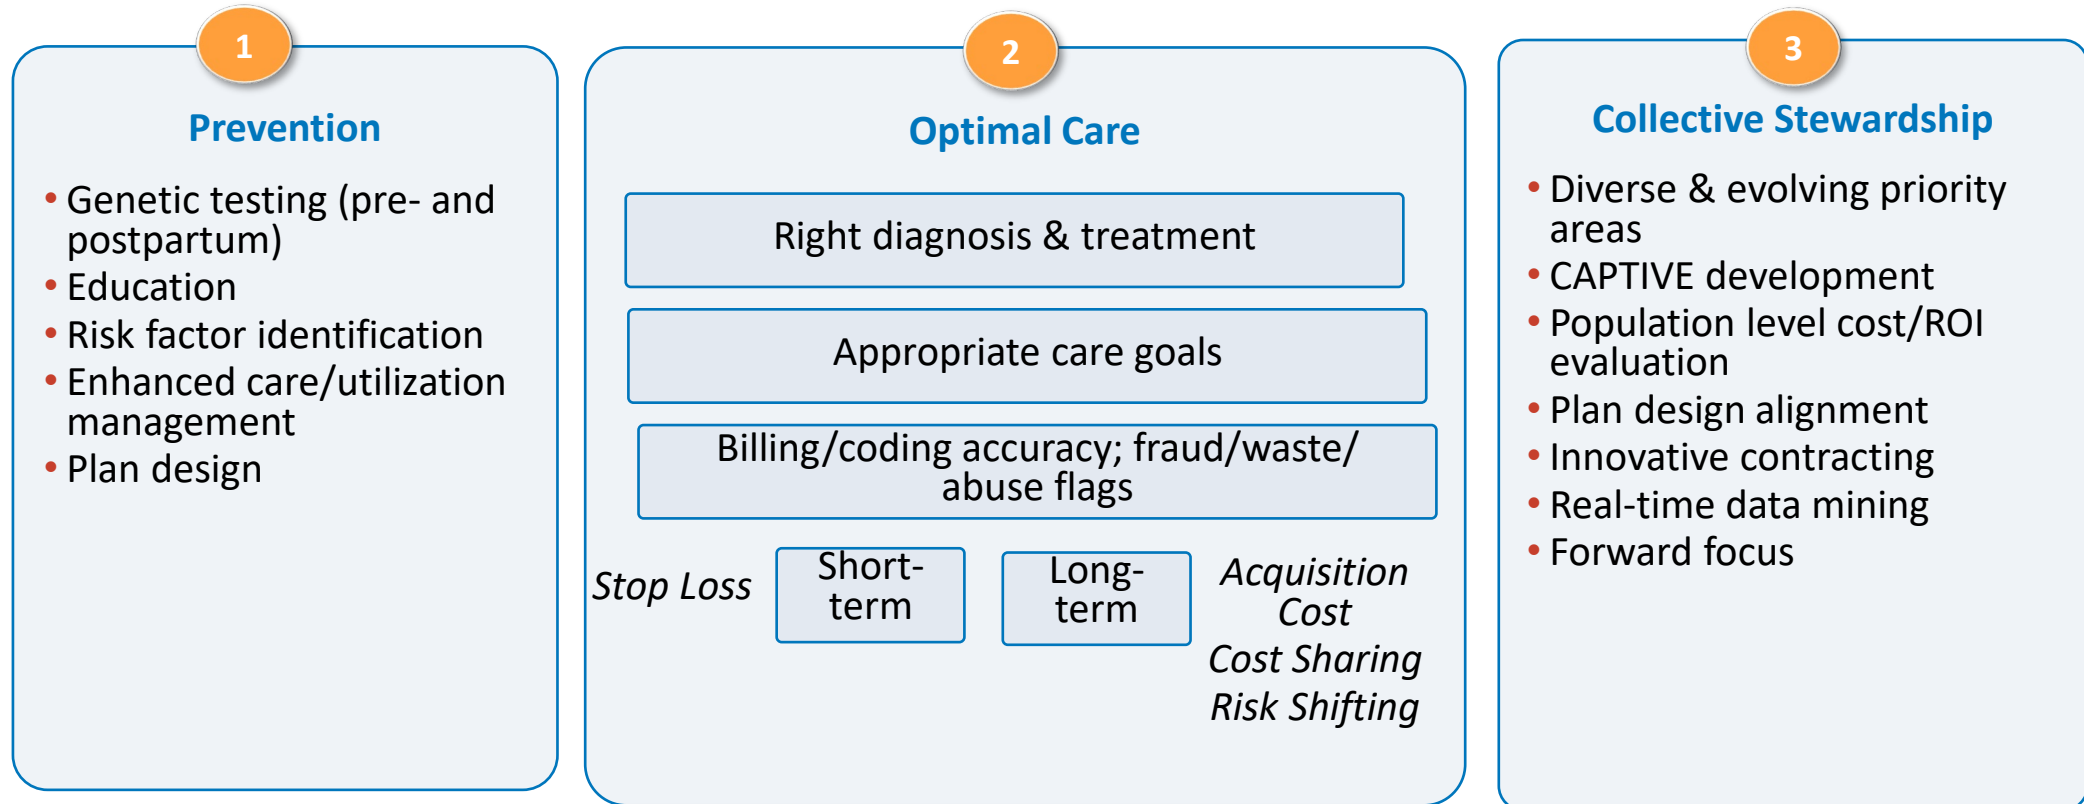 1
Prevention
• Genetic testing (pre- and
postpartum)
• Education
• Risk factor identification
• Enhanced care/utilization
management
• Plan design
2
Optimal Care
Right diagnosis & treatment
Appropriate care goals
Billing/coding accuracy; fraud/waste/
abuse flags
Stop Loss
Short-
term
Long-
term
Acquisition
Cost
Cost Sharing
Risk Shifting
3
Collective Stewardship
• Diverse & evolving priority
areas
• CAPTIVE development
• Population level cost/ROI
evaluation
• Plan design alignment
• Innovative contracting
• Real-time data mining
• Forward focus